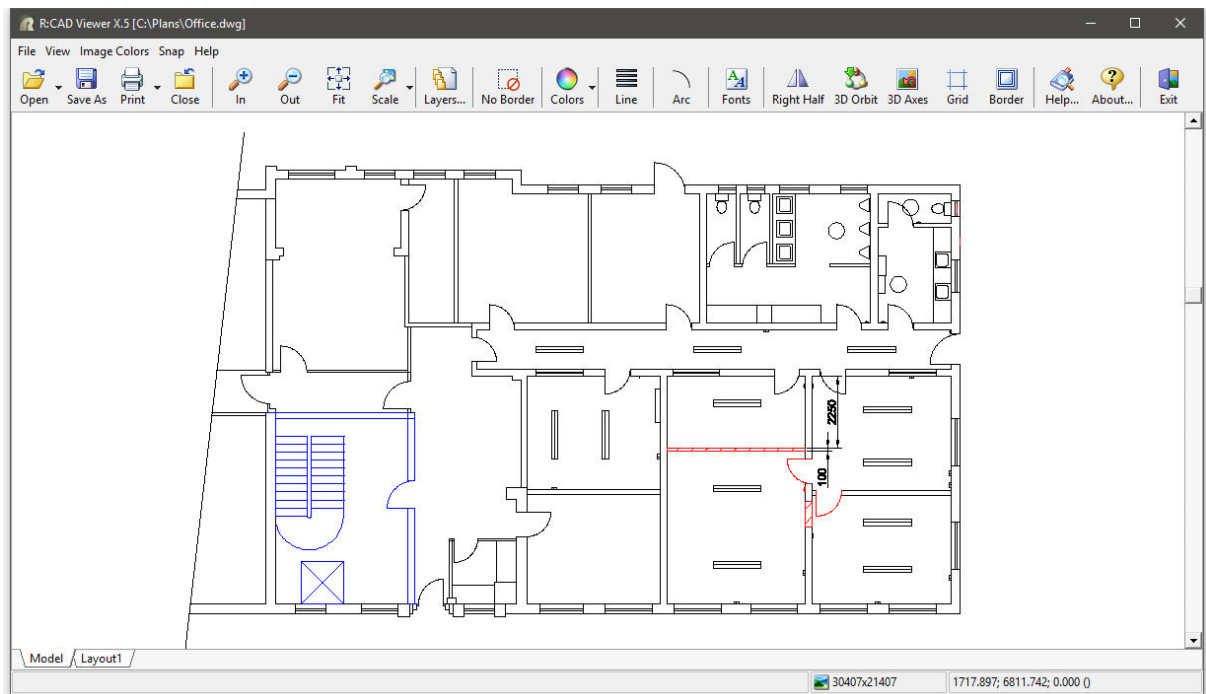 R:CAD Viewer X.5 [C:\Plans\Office.dwg]
File View Image Colors Snap Help
Open Save As Print Close In Out Fit Scale Layers... No Border Colors Line Arc Fonts Right Half 3D Orbit 3D Axes Grid Border Help... About... Exit
2250
100
Model Layout1
30407x21407 1717.897; 6811.742; 0.000 ()